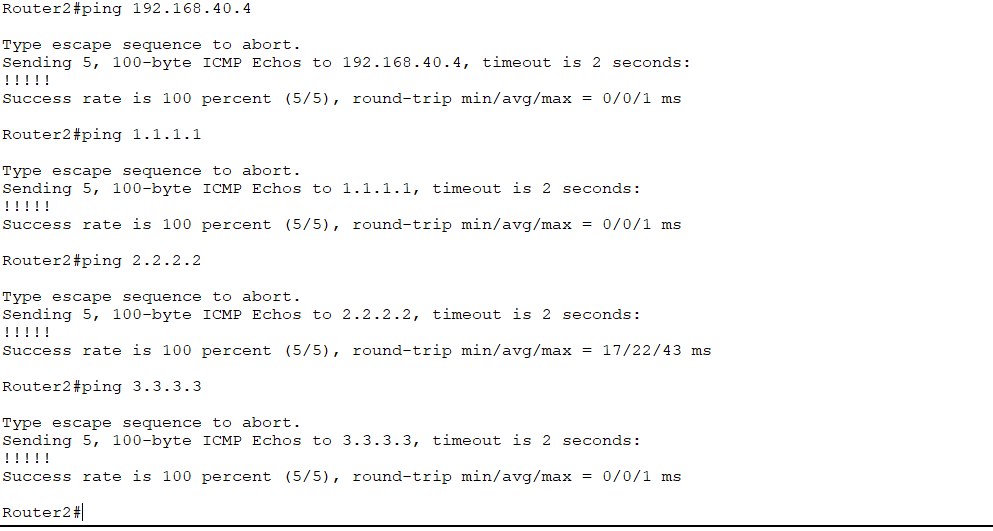 Router2#ping 192.168.40.4
Type escape sequence to abort.
Sending 5, 100-byte ICMP Echos to 192.168.40.4, timeout is 2 seconds:
!!!!!
Success rate is 100 percent (5/5), round-trip min/avg/max = 0/0/1 ms
Router2#ping 1.1.1.1
Type escape sequence to abort.
Sending 5, 100-byte ICMP Echos to 1.1.1.1, timeout is 2 seconds:
!!!!!
Success rate is 100 percent (5/5), round-trip min/avg/max = 0/0/1 ms
Router2#ping 2.2.2.2
Type escape sequence to abort.
Sending 5, 100-byte ICMP Echos to 2.2.2.2, timeout is 2 seconds:
!!!!!
Success rate is 100 percent (5/5), round-trip min/avg/max = 17/22/43 ms
Router2#ping 3.3.3.3
Type escape sequence to abort.
Sending 5, 100-byte ICMP Echos to 3.3.3.3, timeout is 2 seconds:
!!!!!
Success rate is 100 percent (5/5), round-trip min/avg/max = 0/0/1 ms
Router2#